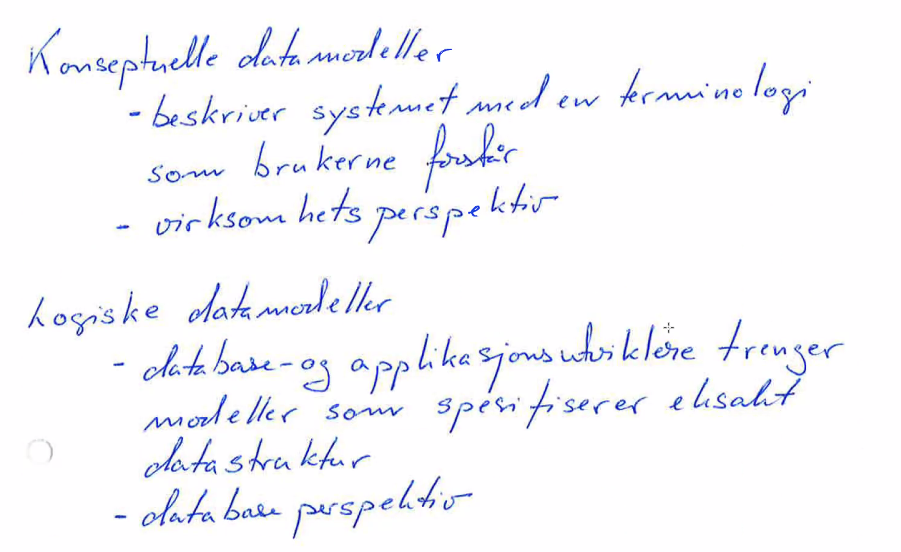 Konseptuelle datamodeller
- beskriver systemet med en terminologi
som brukerne forstår
- virksomhets perspektiv
Logiske datamodeller
- database- og applikasjonsutviklere trenger
modeller som spesifiserer eksakt
datastruktur
- database perspektiv